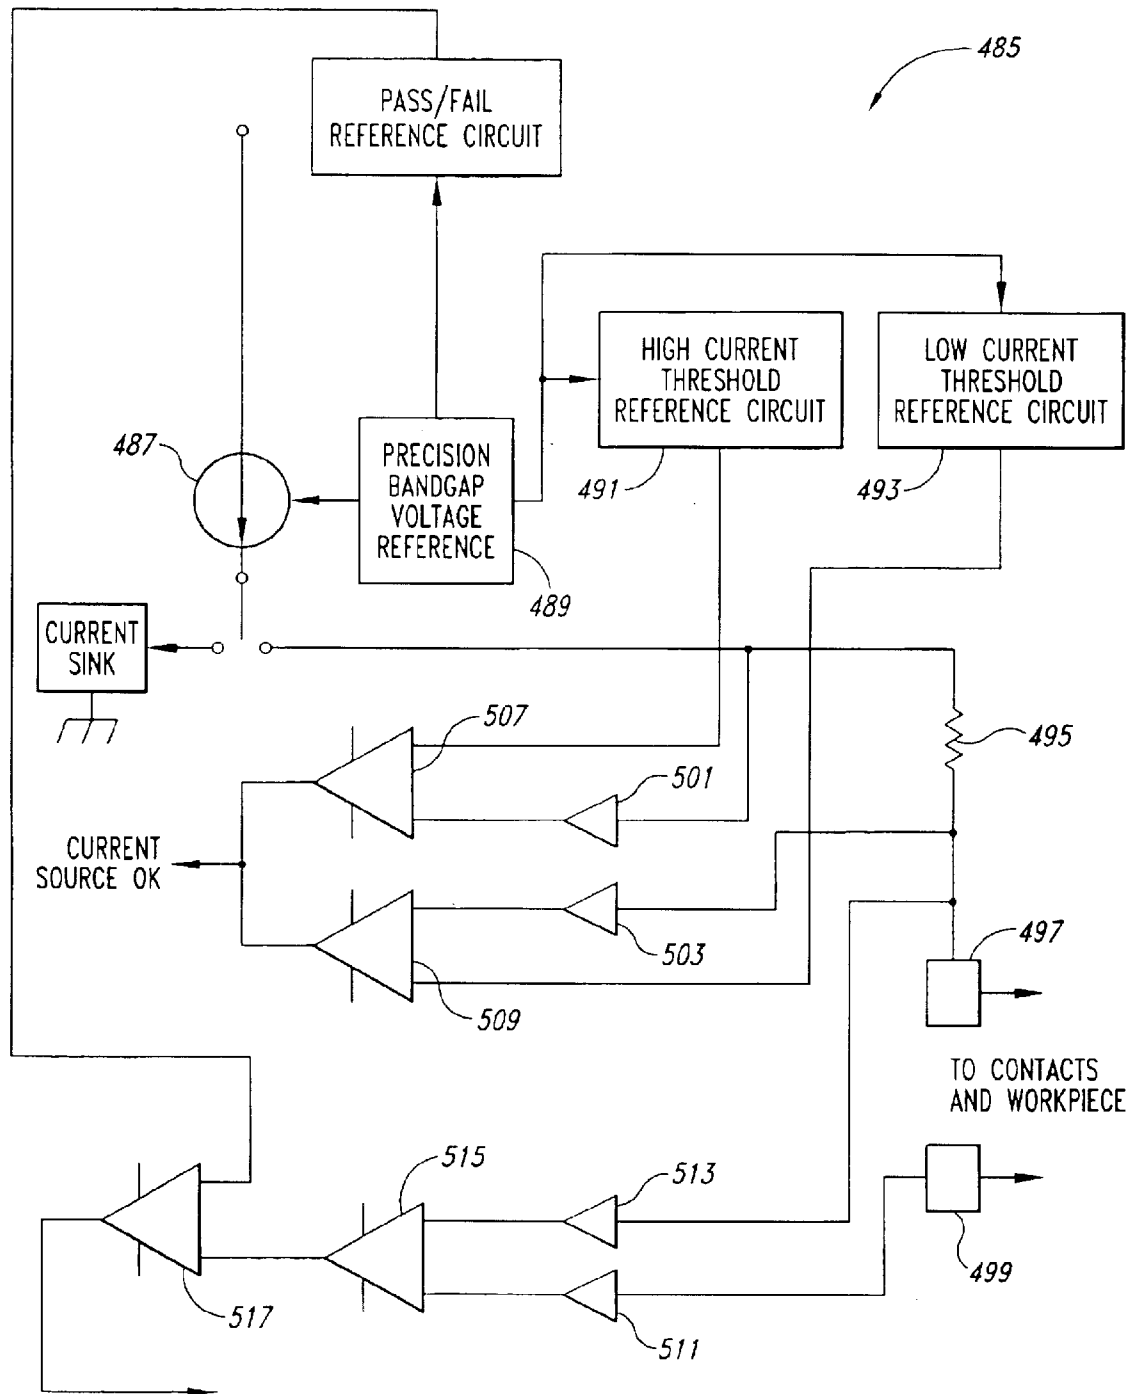 485
PASS/FAIL
REFERENCE CIRCUIT
HIGH CURRENT
THRESHOLD
REFERENCE CIRCUIT
LOW CURRENT
THRESHOLD
REFERENCE CIRCUIT
487
PRECISION
BANDGAP
VOLTAGE
REFERENCE
491
493
489
CURRENT
SINK
507
495
501
CURRENT
SOURCE OK
503
497
509
TO CONTACTS
AND WORKPIECE
515
513
499
517
511